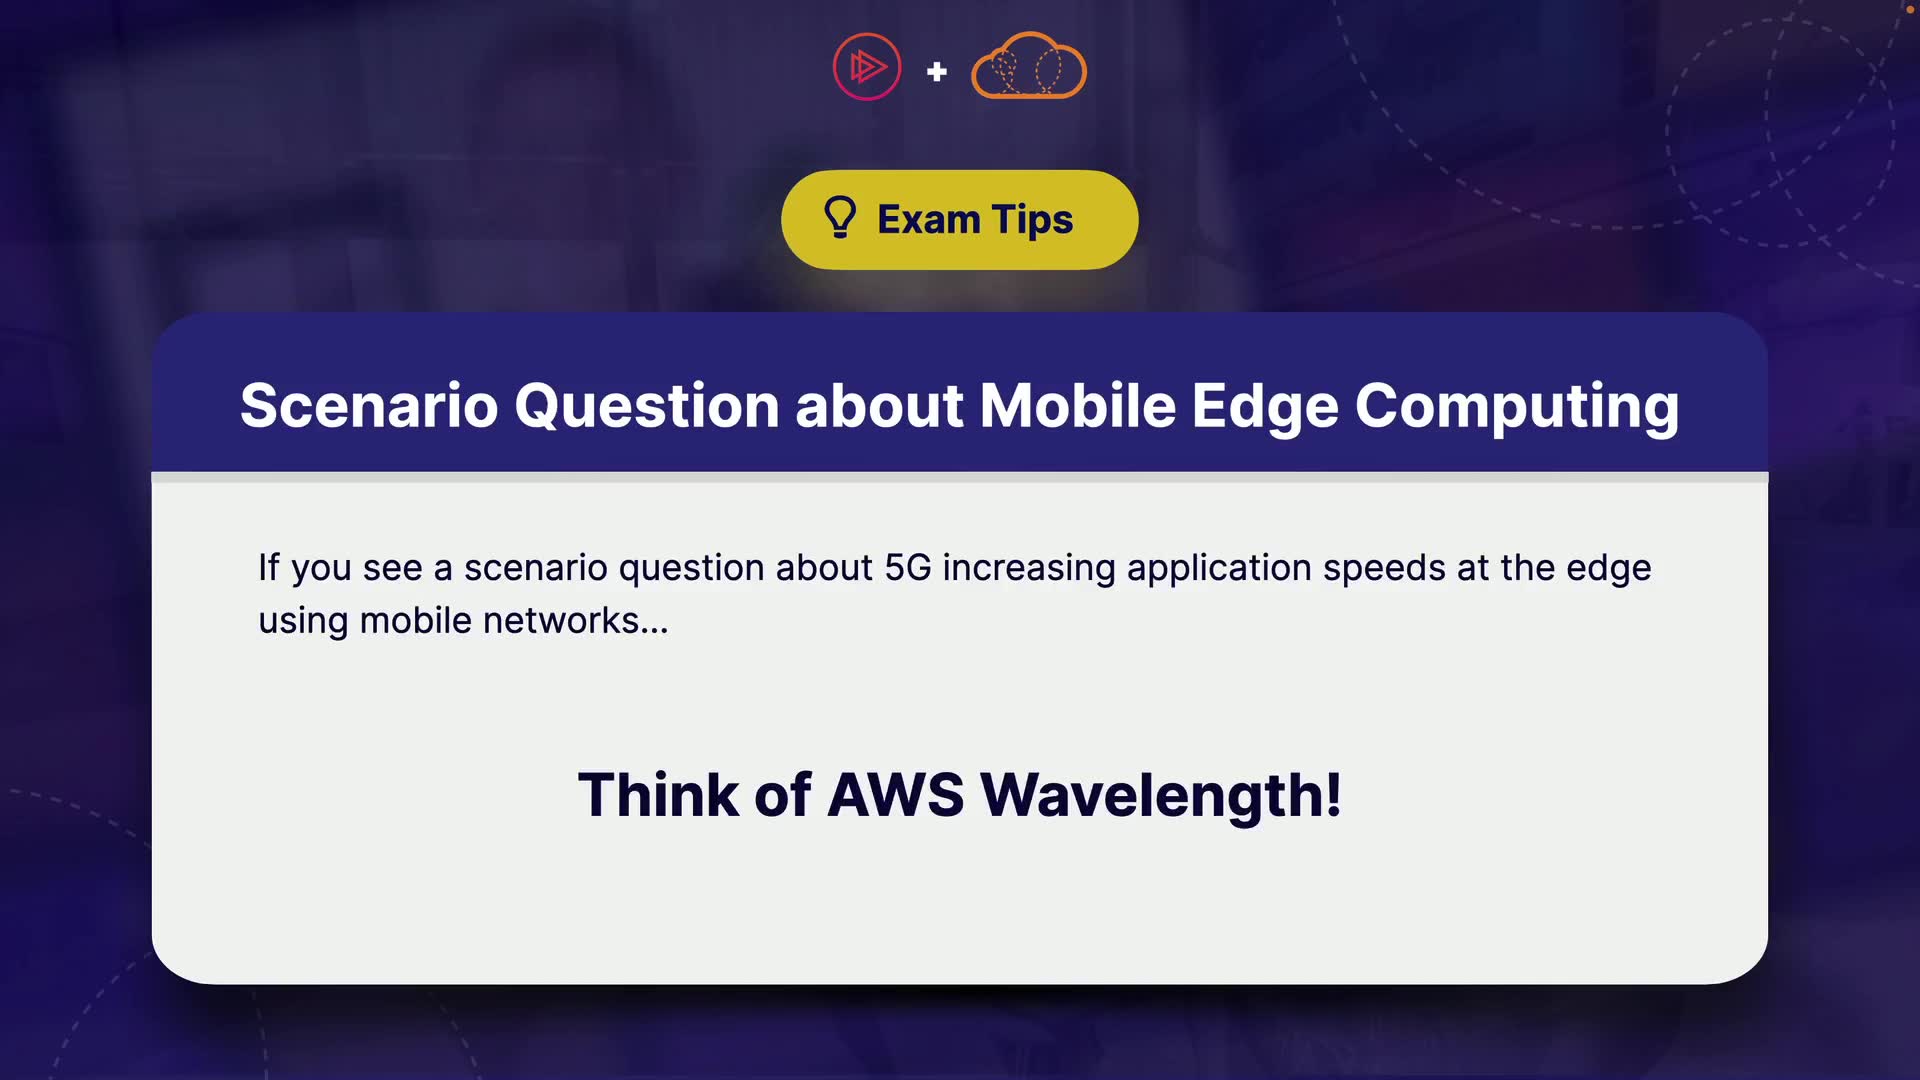 Exam Tips
Scenario Question about Mobile Edge Computing
If you see a scenario question about 5G increasing application speeds at the edge
using mobile networks...
Think of AWS Wavelength!